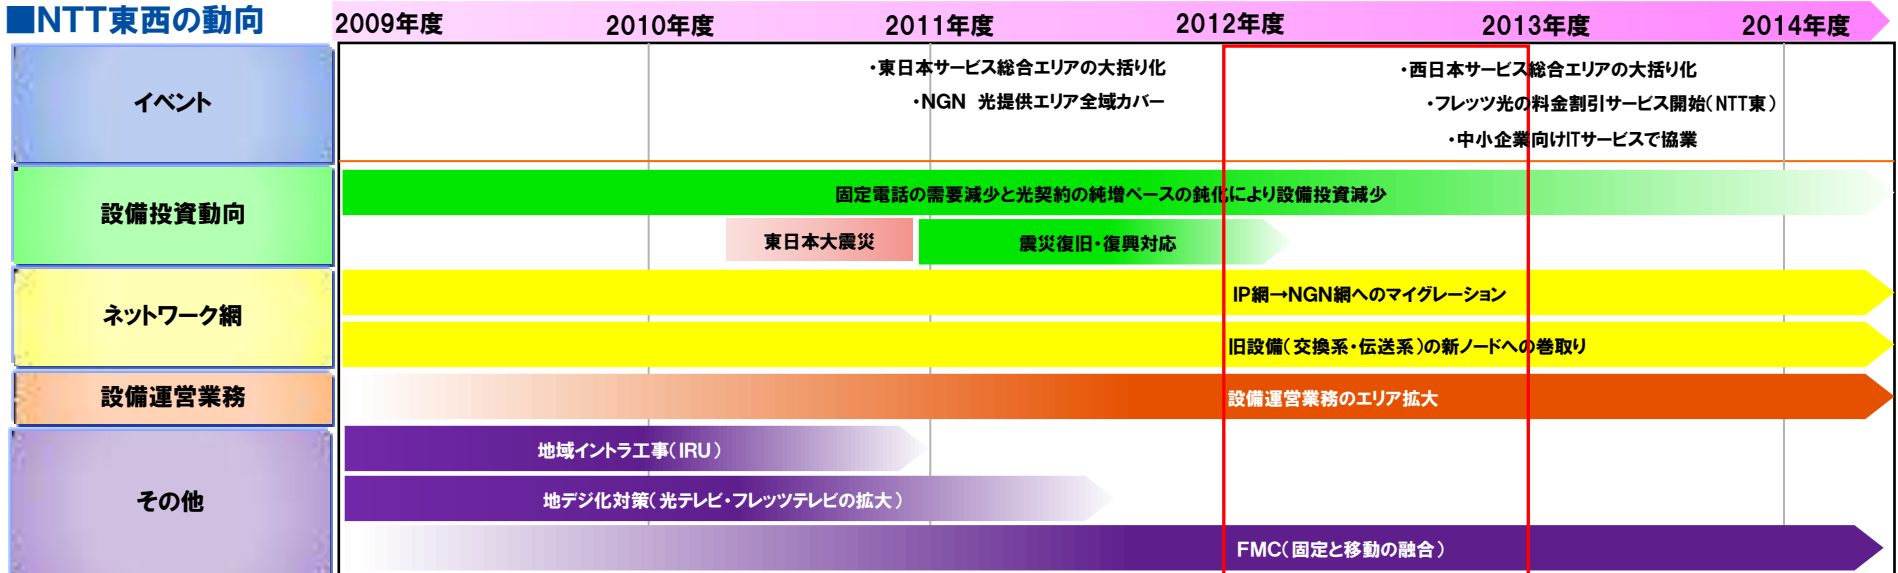 ■NTT東西の動向
2009年度 2010年度 2011年度 2012年度 2013年度 2014年度
イベント
・東日本サービス総合エリアの大括り化
・NGN 光提供エリア全域カバー
・西日本サービス総合エリアの大括り化
・フレッツ光の料金割引サービス開始(NTT東)
・中小企業向けITサービスで協業
設備投資動向
固定電話の需要減少と光契約の純増ペースの鈍化により設備投資減少
東日本大震災
震災復旧・復興対応
ネットワーク網
IP網→NGN網へのマイグレーション
旧設備(交換系・伝送系)の新ノードへの巻取り
設備運営業務
設備運営業務のエリア拡大
その他
地域イントラ工事(IRU)
地デジ化対策(光テレビ・フレッツテレビの拡大)
FMC(固定と移動の融合)